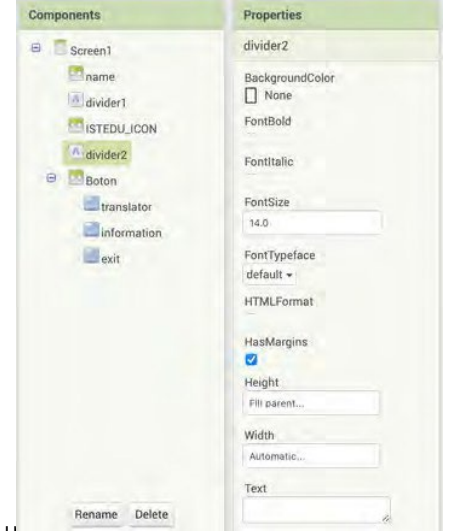 Components
Screen1
name
divider1
ISTEDU_ICON
divider2
Boton
translator
information
exit
Rename Delete
Properties
divider2
BackgroundColor
None
FontBold
FontItalic
FontSize
14.0
FontTypeface
default
HTMLFormat
HasMargins
Height
Fill parent...
Width
Automatic...
Text